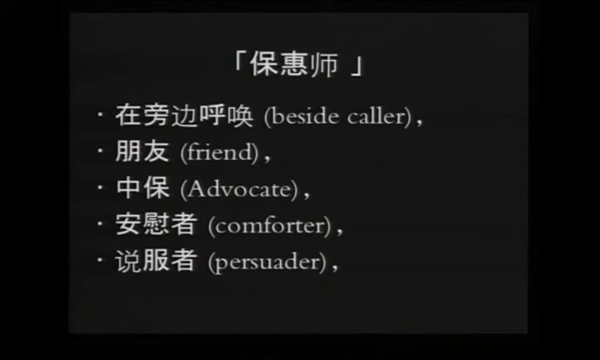 「保惠师 」
· 在旁边呼唤 (beside caller),
· 朋友 (friend),
· 中保 (Advocate),
· 安慰者 (comforter),
· 说服者 (persuader),